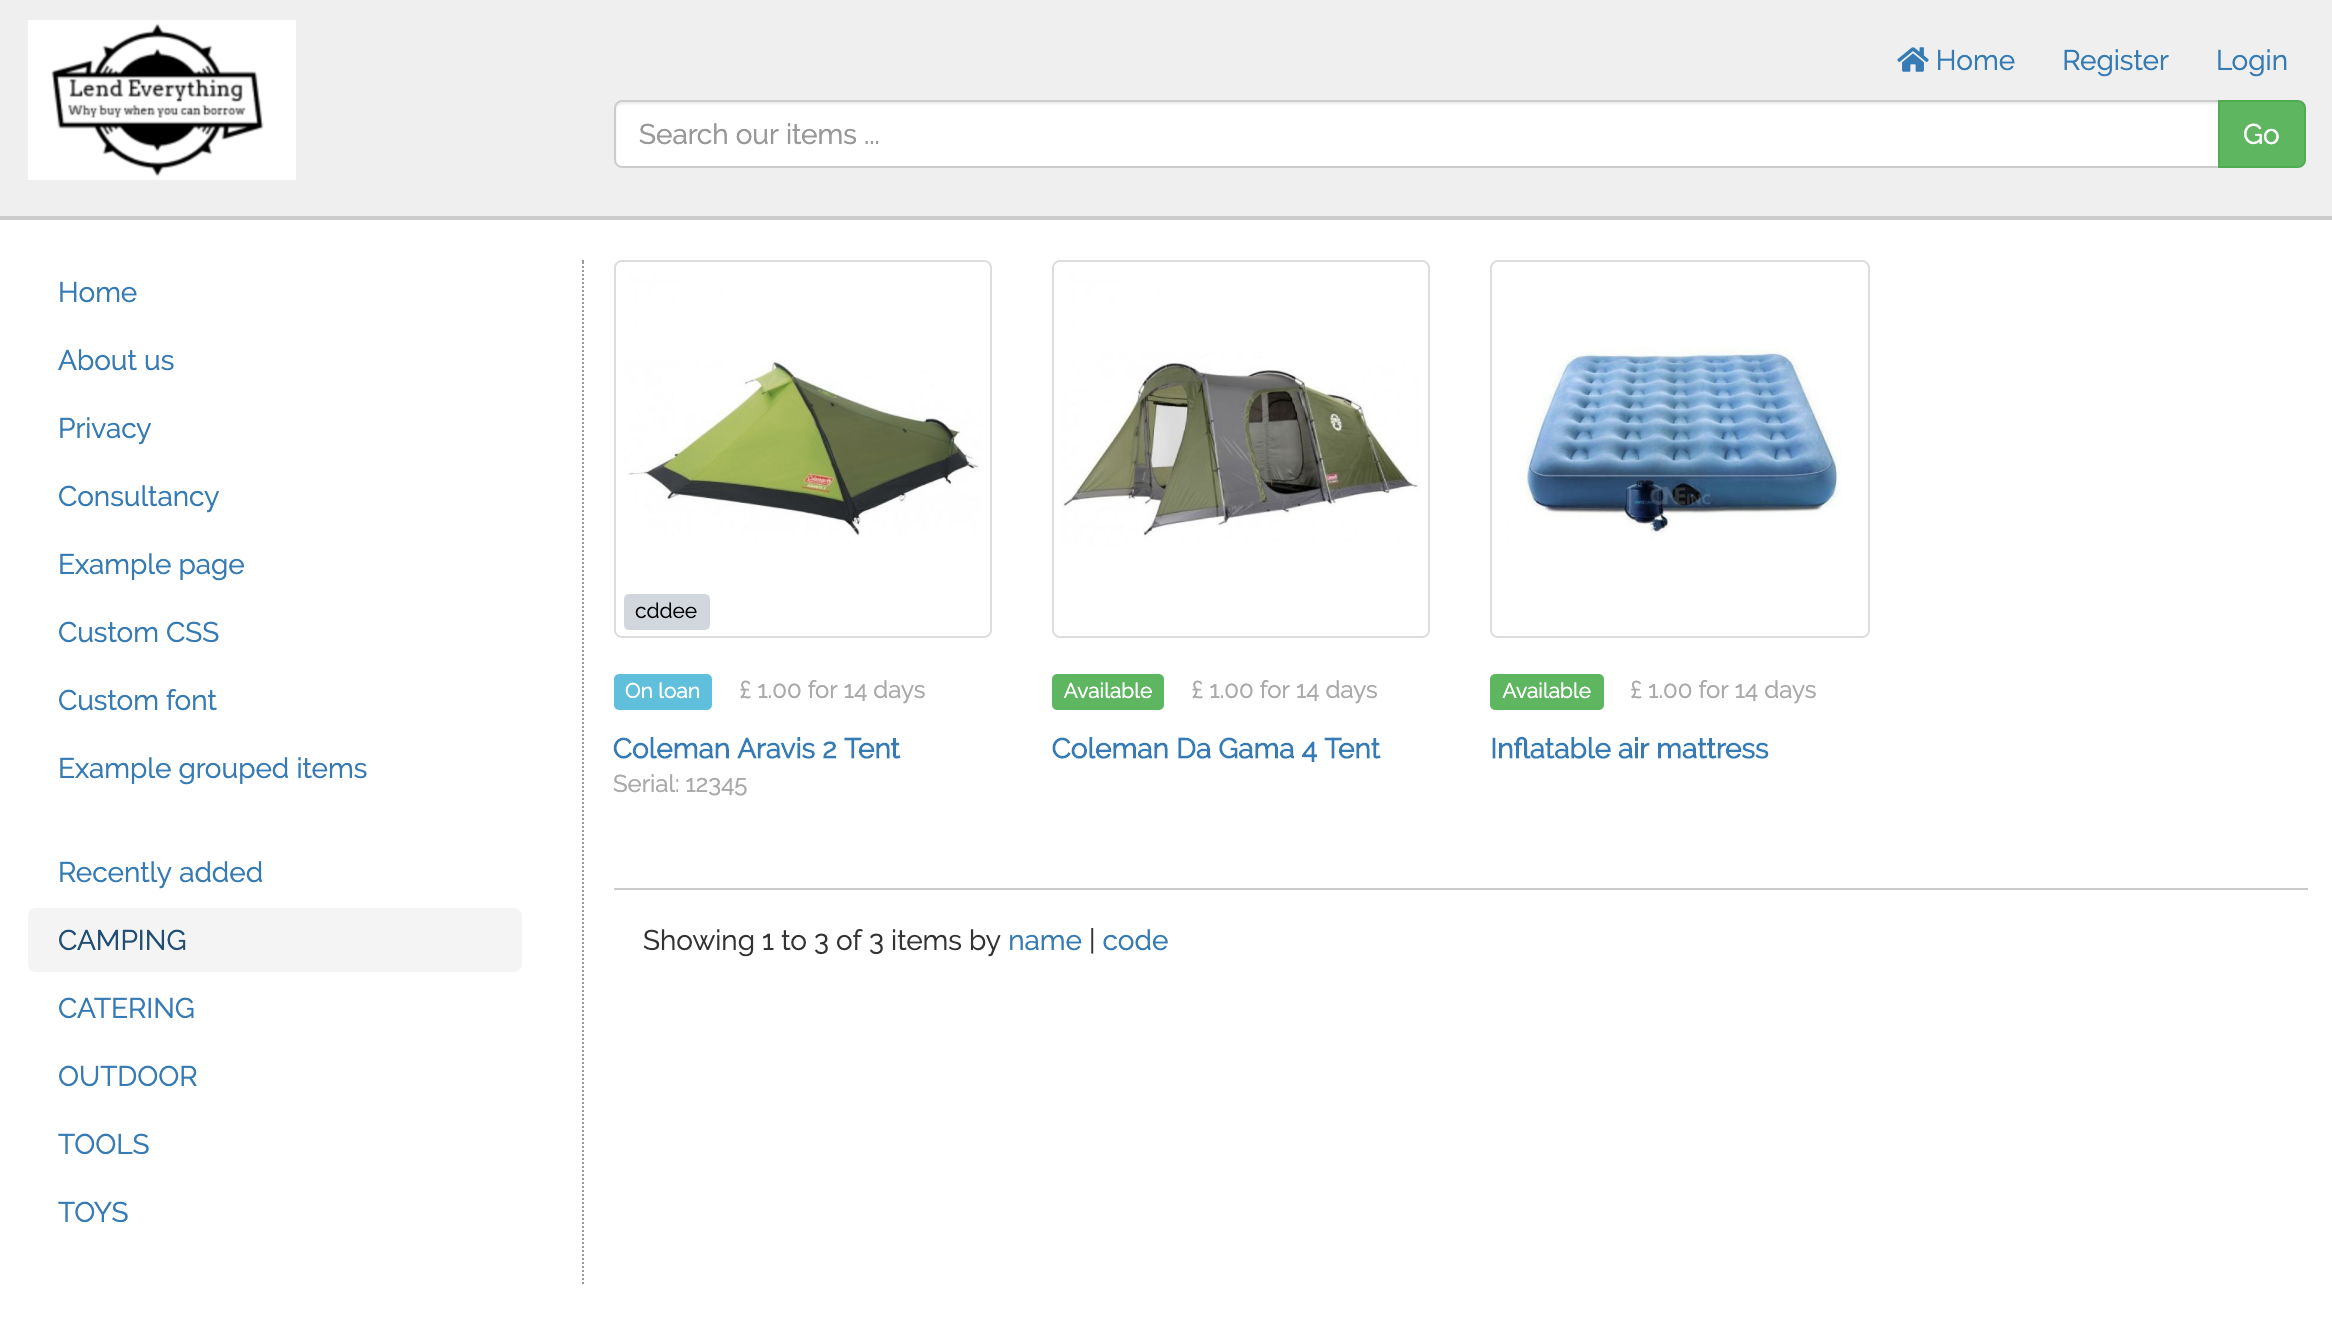 Lend Everything
Why buy when you can borrow
Home
Register
Login
Search our items ...
Go
Home
About us
Privacy
Consultancy
Example page
Custom CSS
Custom font
Example grouped items
Recently added
CAMPING
CATERING
OUTDOOR
TOOLS
TOYS
Coleman
cddee
On loan £ 1.00 for 14 days
Coleman Aravis 2 Tent
Serial: 12345
Available £ 1.00 for 14 days
Coleman Da Gama 4 Tent
Available £ 1.00 for 14 days
Inflatable air mattress
Showing 1 to 3 of 3 items by name | code